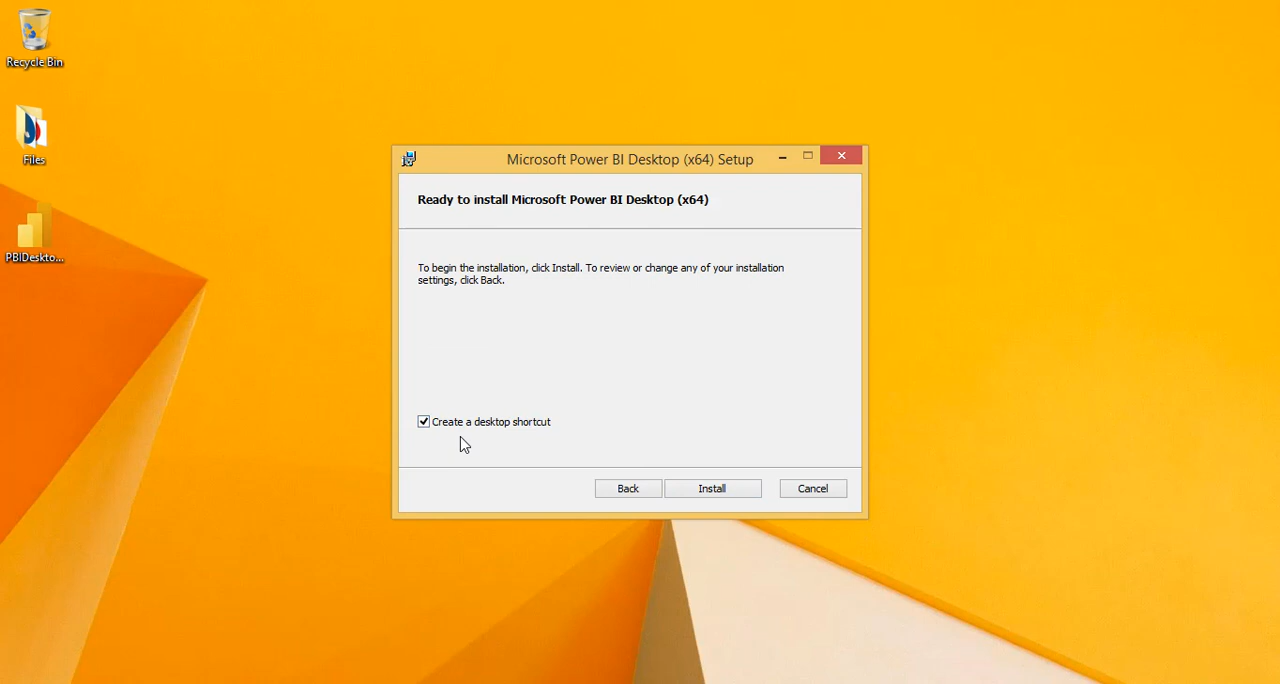 Recycle Bin
Files
PBIDeskto...
Microsoft Power BI Desktop (x64) Setup
Ready to install Microsoft Power BI Desktop (x64)
To begin the installation, click Install. To review or change any of your installation
settings, click Back.
Create a desktop shortcut
Back
Install
Cancel